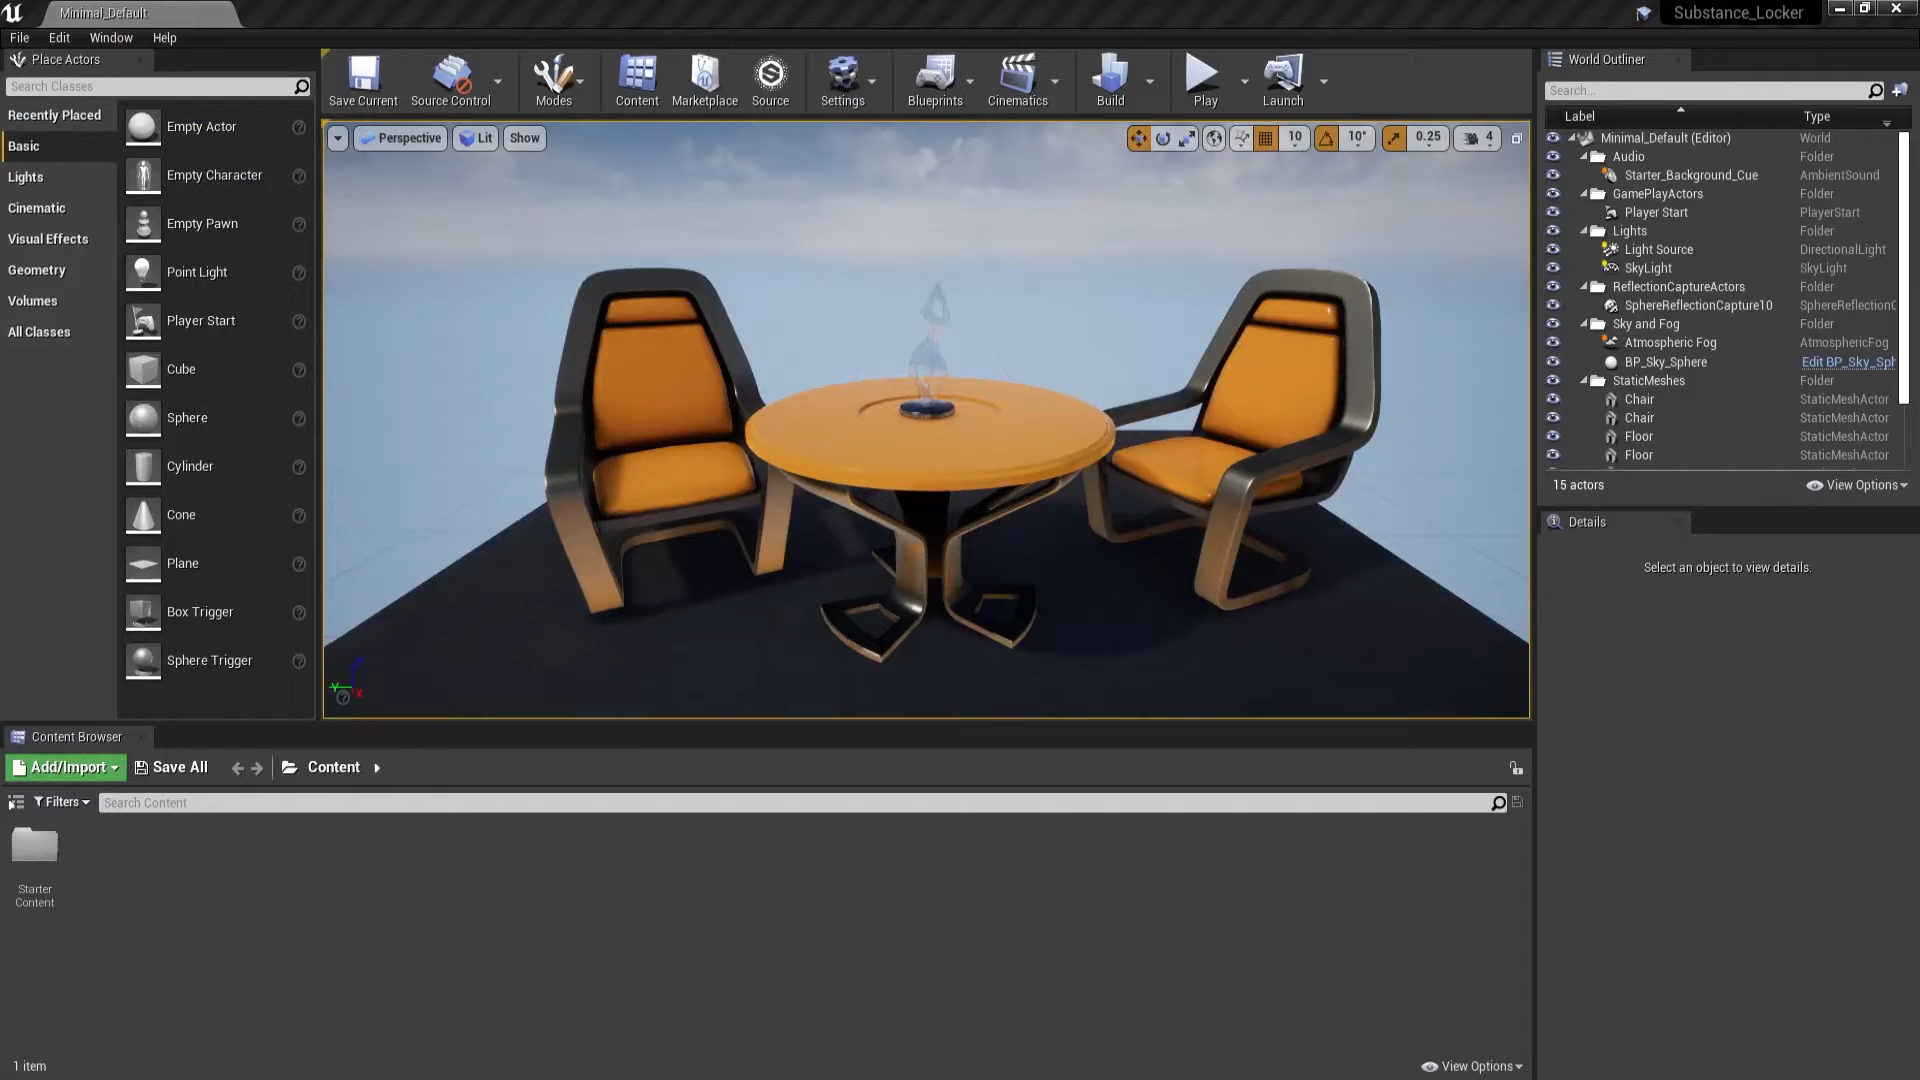 Minimal_Default
Substance_Locker
File Edit Window Help
Place Actors
Search Classes
Recently Placed
Basic
Lights
Cinematic
Visual Effects
Geometry
Volumes
All Classes
Empty Actor
Empty Character
Empty Pawn
Point Light
Player Start
Cube
Sphere
Cylinder
Cone
Plane
Box Trigger
Sphere Trigger
Save Current Source Control Modes Content Marketplace Source Settings Blueprints Cinematics Build Play Launch
Perspective Lit Show
10 10° 0.25 4
World Outliner
Search...
Label Type
Minimal_Default (Editor) World
Audio Folder
Starter_Background_Cue AmbientSound
GamePlayActors Folder
Player Start PlayerStart
Lights Folder
Light Source DirectionalLight
SkyLight SkyLight
ReflectionCaptureActors Folder
SphereReflectionCapture10 SphereReflectionC
Sky and Fog Folder
Atmospheric Fog AtmosphericFog
BP_Sky_Sphere Edit BP_Sky_Sph
StaticMeshes Folder
Chair StaticMeshActor
Chair StaticMeshActor
Floor StaticMeshActor
Floor StaticMeshActor
15 actors View Options
Details
Select an object to view details.
Z
Y
X
Content Browser
Add/Import Save All Content
Filters Search Content
Starter
Content
1 item View Options